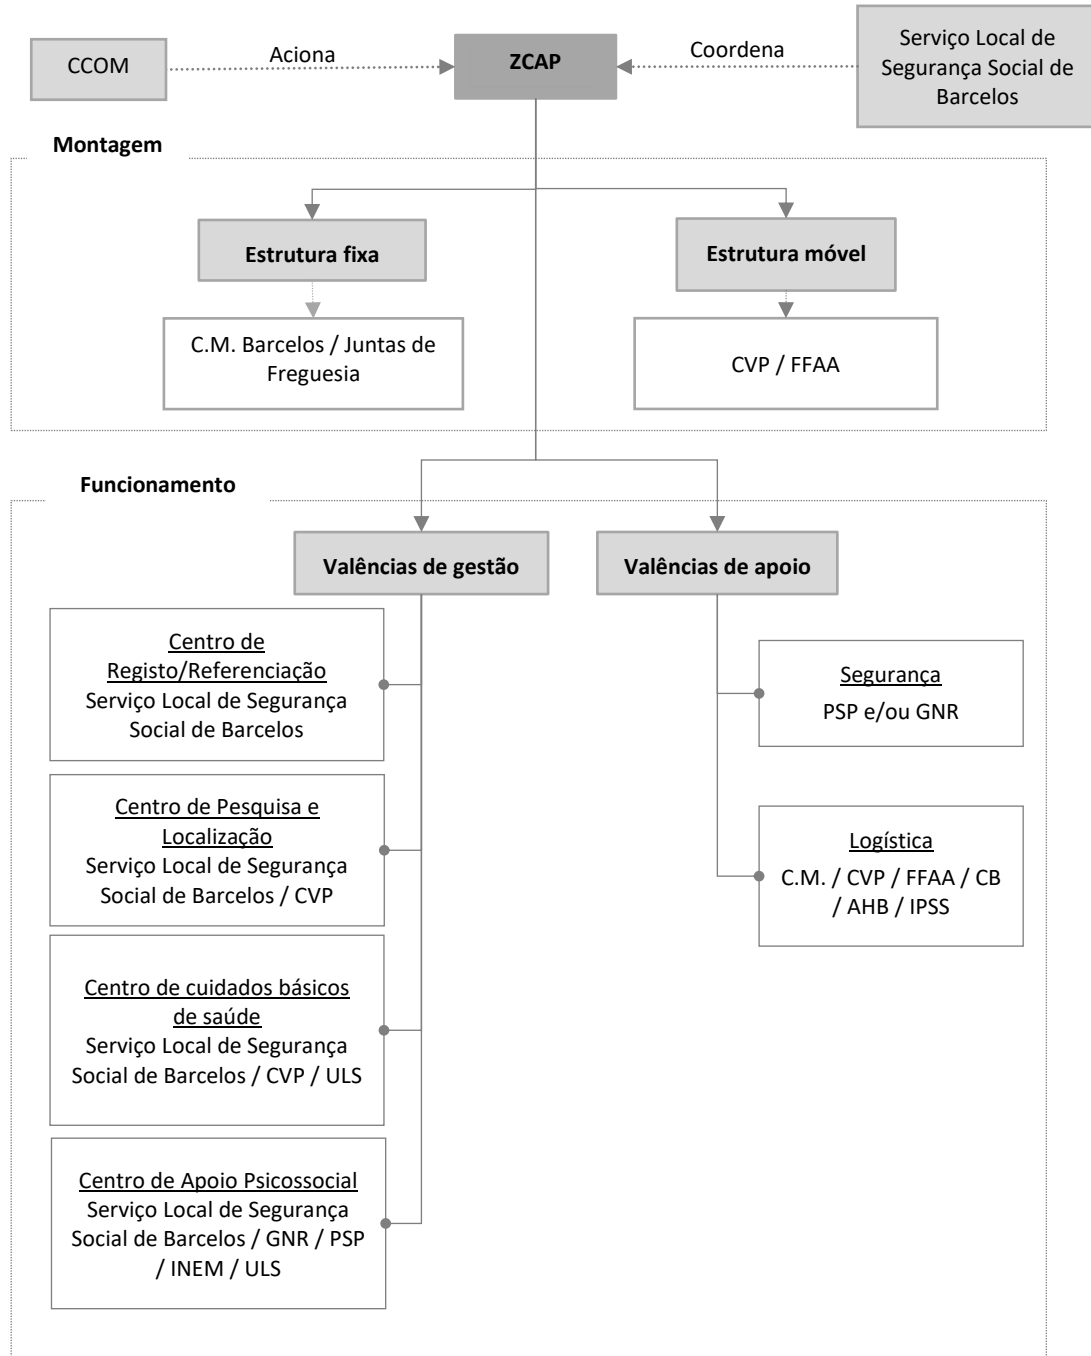 CCOM
Aciona
ZCAP
Coordena
Serviço Local de
Segurança Social de
Barcelos
Montagem
Estrutura fixa
Estrutura móvel
C.M. Barcelos / Juntas de
Freguesia
CVP / FFAA
Funcionamento
Valências de gestão
Valências de apoio
Centro de
Registo/Referenciação
Serviço Local de Segurança
Social de Barcelos
Centro de Pesquisa e
Localização
Serviço Local de Segurança
Social de Barcelos / CVP
Centro de cuidados básicos
de saúde
Serviço Local de Segurança
Social de Barcelos / CVP / ULS
Centro de Apoio Psicossocial
Serviço Local de Segurança
Social de Barcelos / GNR / PSP
/ INEM / ULS
Segurança
PSP e/ou GNR
Logística
C.M. / CVP / FFAA / CB
/ AHB / IPSS